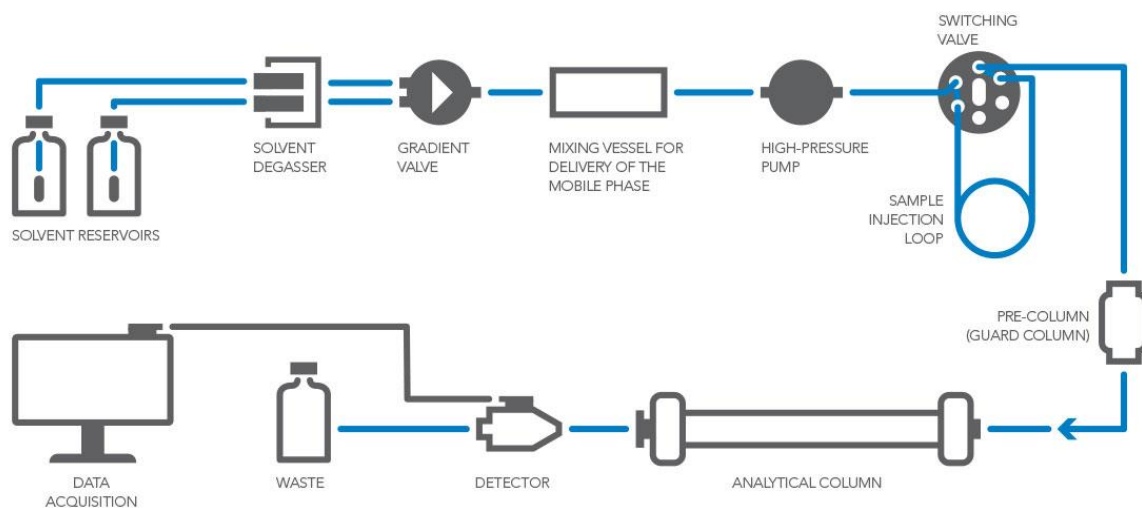 SWITCHING
VALVE
SOLVENT
DEGASSER
GRADIENT
VALVE
MIXING VESSEL FOR
DELIVERY OF THE
MOBILE PHASE
HIGH-PRESSURE
PUMP
SAMPLE
INJECTION
LOOP
SOLVENT RESERVOIRS
PRE-COLUMN
(GUARD COLUMN)
DATA
ACQUISITION
WASTE
DETECTOR
ANALYTICAL COLUMN